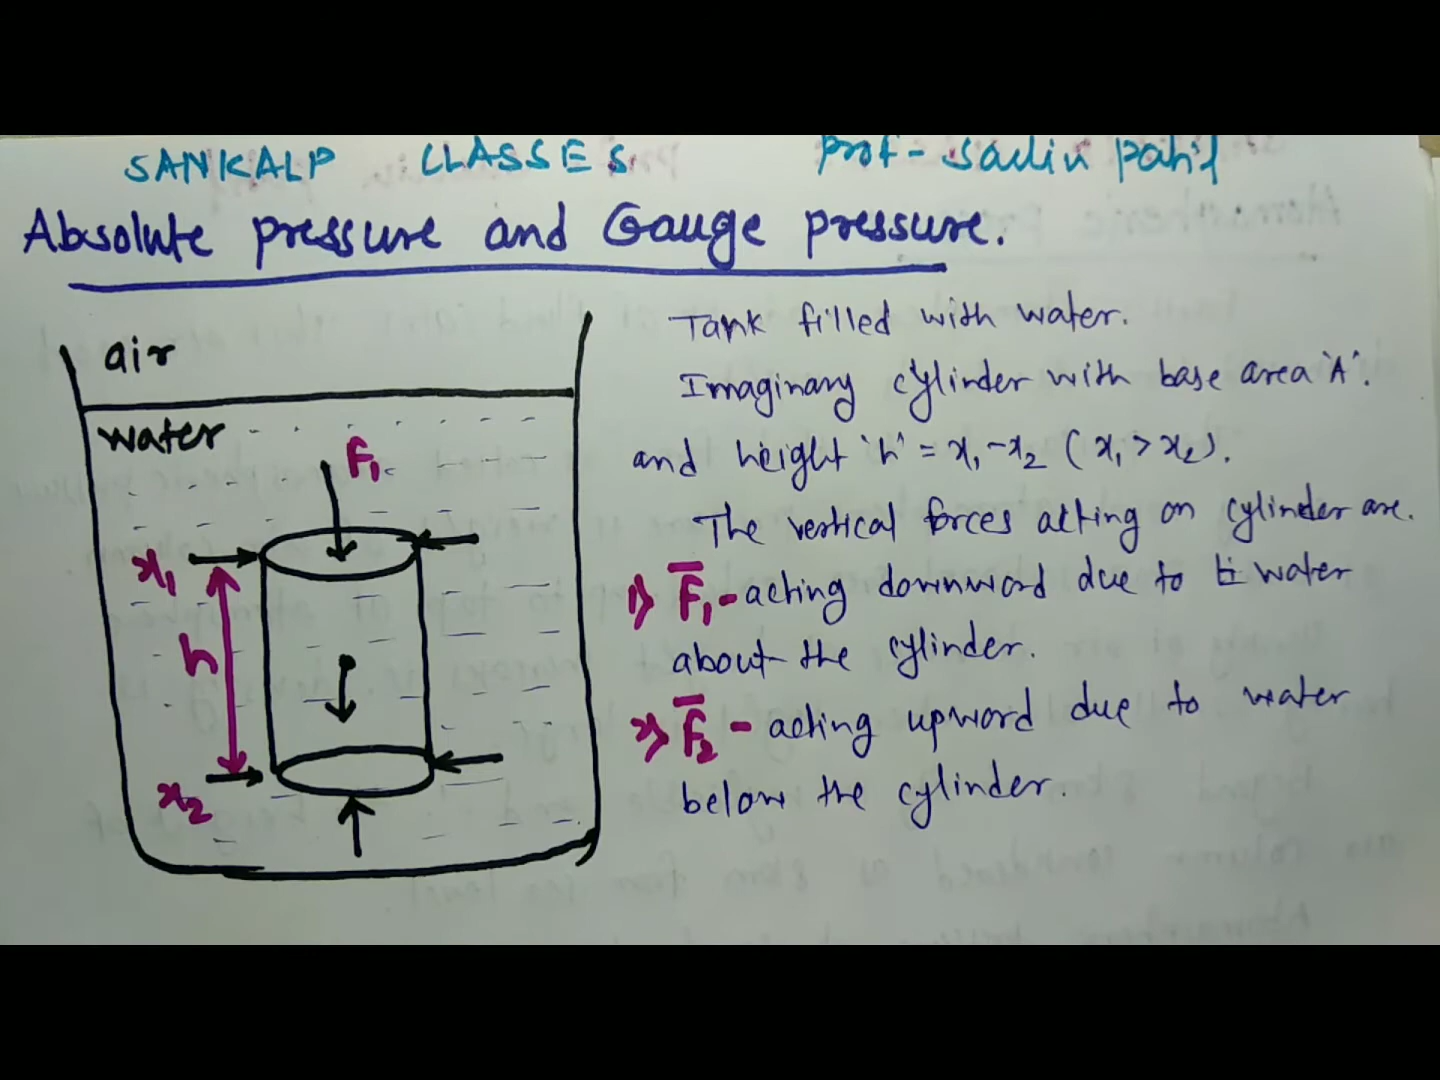 SANKALP CLASSES. Prof - Sachin Patil
Absolute pressure and Gauge pressure.
air
water
F₁
x₁
h
x₂
Tank filled with water.
Imaginary cylinder with base area 'A'.
and height 'h' = x₁-x₂ (x₁ > x₂).
The vertical forces acting on cylinder are.
1) F̅₁ - acting downword due to water
about the cylinder.
2) F̅₂ - acting upword due to water
below the cylinder.